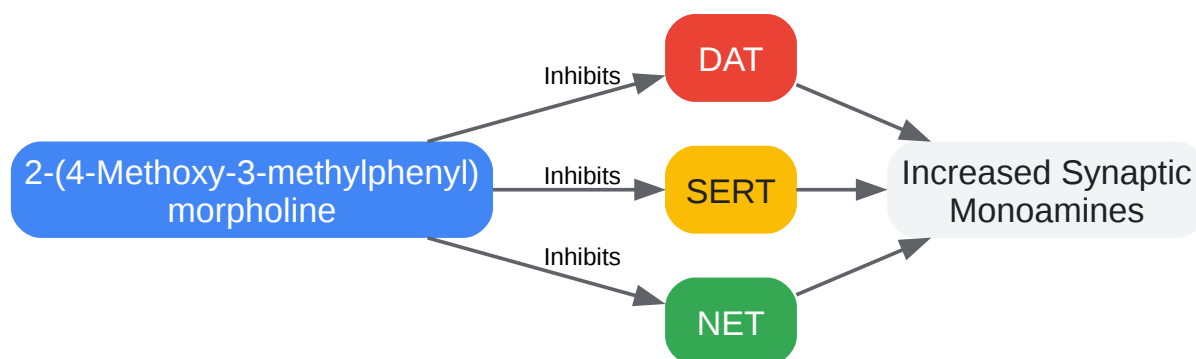 2-(4-Methoxy-3-methylphenyl)
morpholine
Inhibits
Inhibits
Inhibits
DAT
SERT
NET
Increased Synaptic
Monoamines